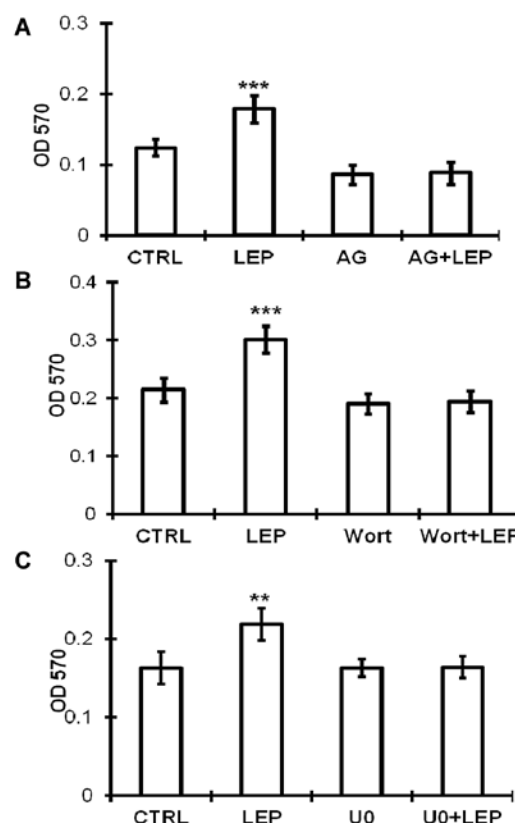 A
0.3
***
0.2
OD 570
0.1
0
CTRL LEP AG AG+LEP
B
0.4
***
0.3
OD 570
0.2
0.1
0
CTRL LEP Wort Wort+LEP
C
0.3
**
0.2
OD 570
0.1
0
CTRL LEP U0 U0+LEP